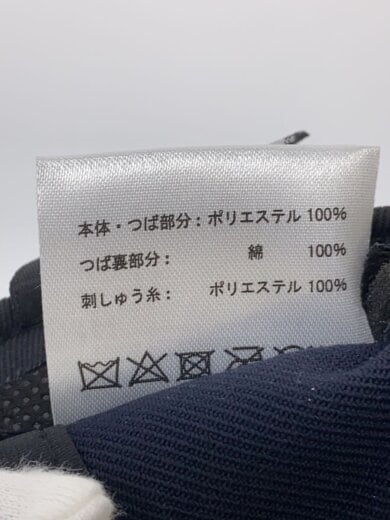 本体・つば部分：ポリエステル 100%
つば裏部分： 綿 100%
刺しゅう糸： ポリエステル 100%